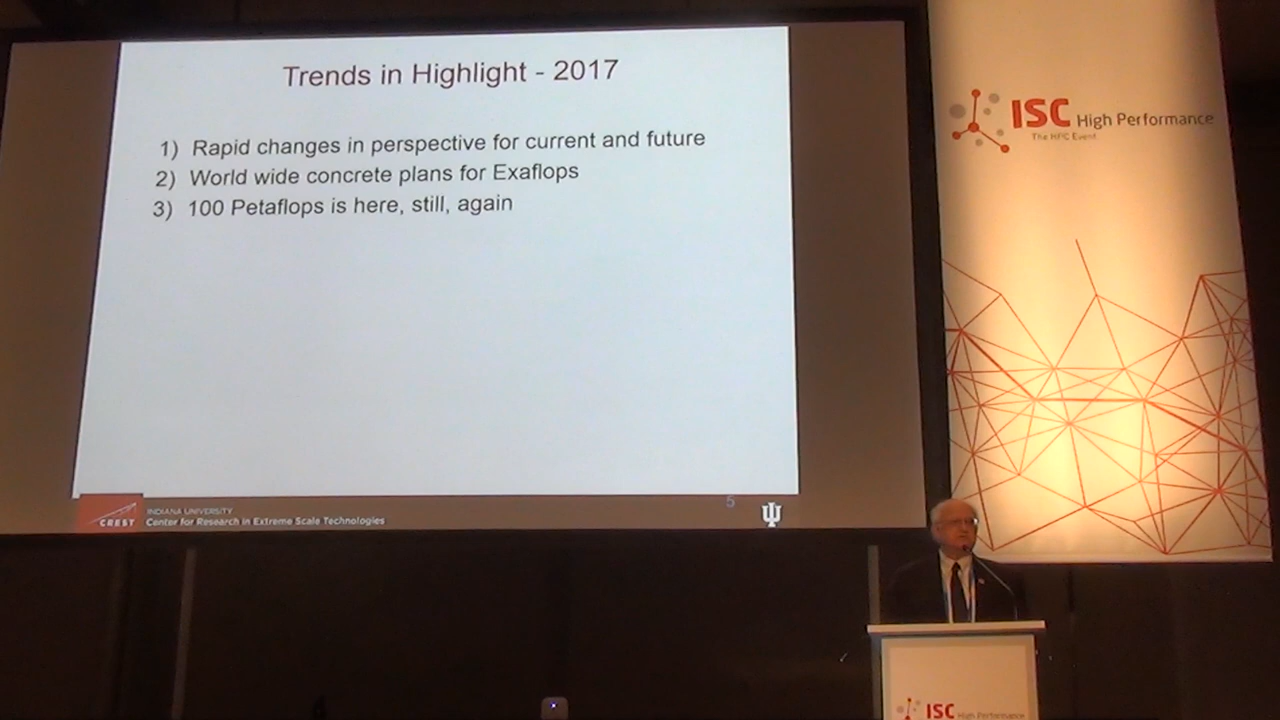 Trends in Highlight - 2017
1) Rapid changes in perspective for current and future
2) World wide concrete plans for Exaflops
3) 100 Petaflops is here, still, again
5
CREST
INDIANA UNIVERSITY
Center for Research in Extreme Scale Technologies
ISC High Performance
The HPC Event
ISC High Performance